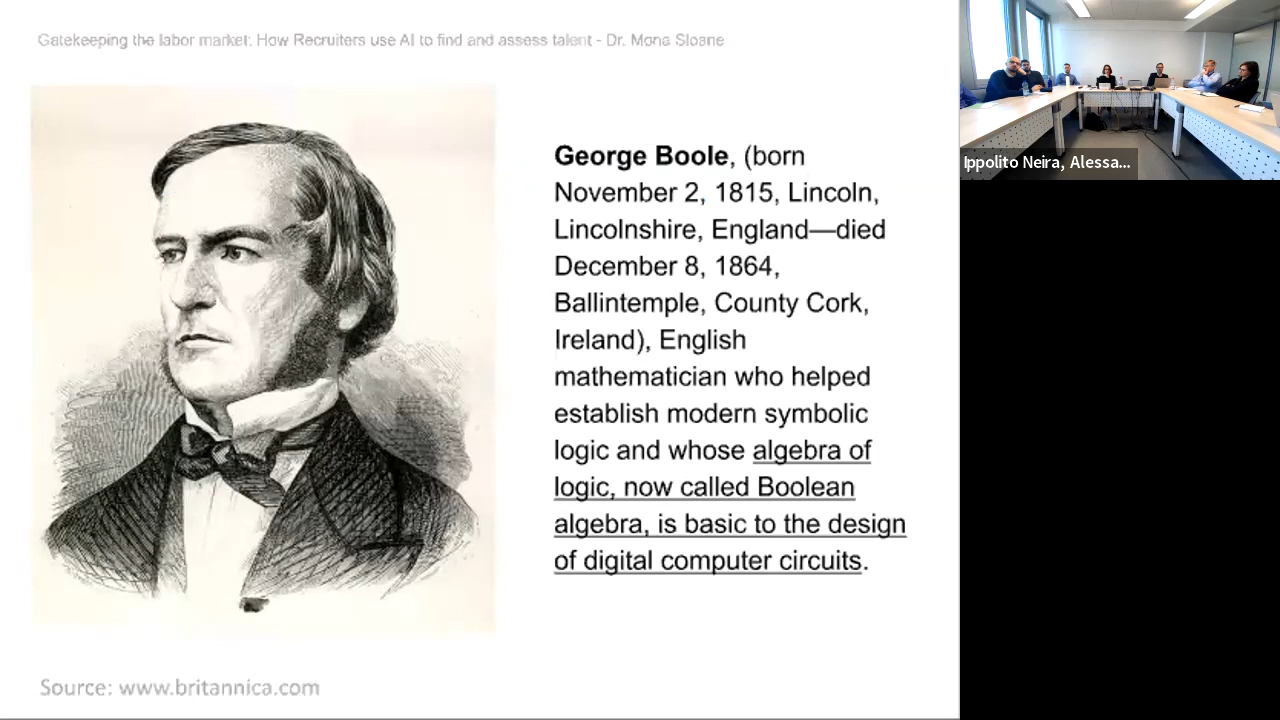 Gatekeeping the labor market: How Recruiters use AI to find and assess talent - Dr. Mona Sloane
George Boole, (born
November 2, 1815, Lincoln,
Lincolnshire, England—died
December 8, 1864,
Ballintemple, County Cork,
Ireland), English
mathematician who helped
establish modern symbolic
logic and whose algebra of
logic, now called Boolean
algebra, is basic to the design
of digital computer circuits.
Source: www.britannica.com
Ippolito Neira, Alessa...